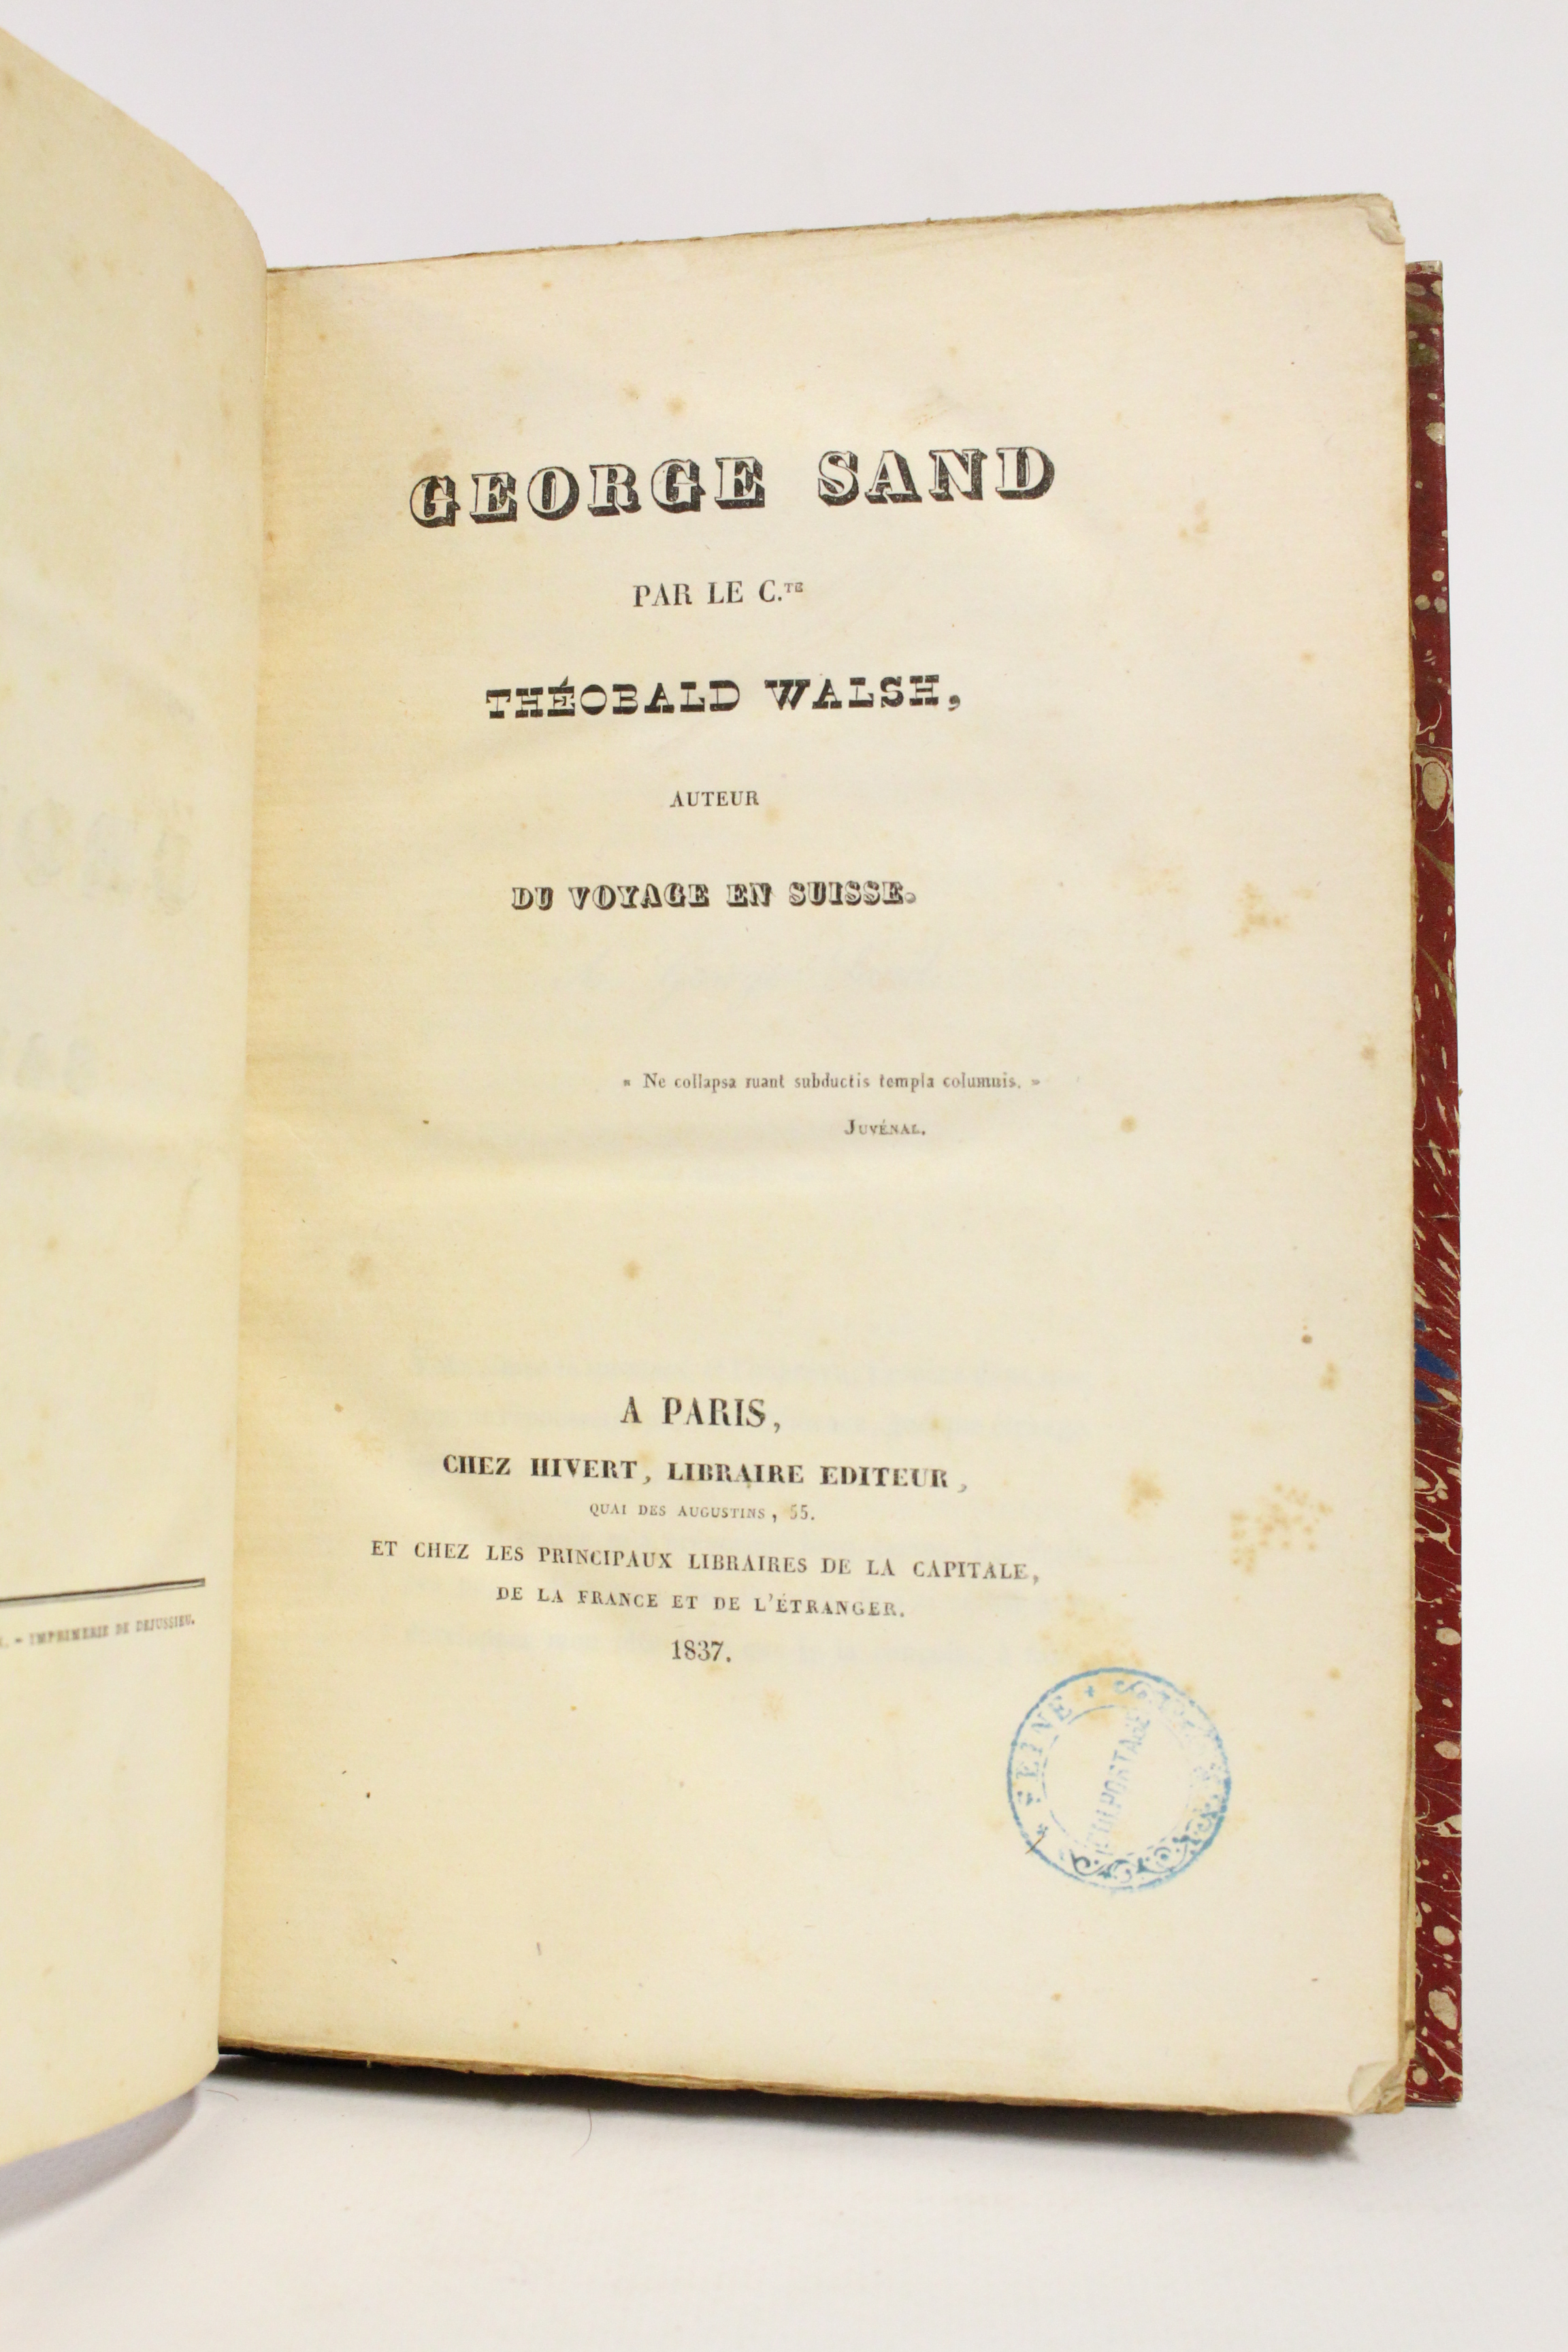 IMPRIMERIE DE DEJUSSIEU.
GEORGE SAND
PAR LE C.TE
THÉOBALD WALSH,
AUTEUR
DU VOYAGE EN SUISSE.
« Ne collapsa ruant subductis templa columnis. »
JUVÉNAL.
A PARIS,
CHEZ HIVERT, LIBRAIRE EDITEUR,
QUAI DES AUGUSTINS, 55.
ET CHEZ LES PRINCIPAUX LIBRAIRES DE LA CAPITALE,
DE LA FRANCE ET DE L'ÉTRANGER.
1837.
SEINE
COLPORTAGE